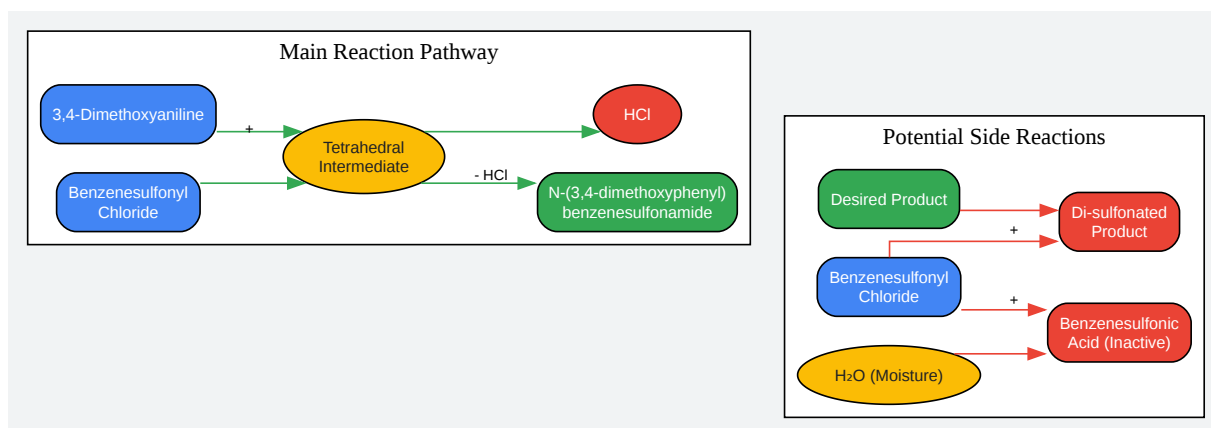 Main Reaction Pathway
3,4-Dimethoxyaniline
+
Benzenesulfonyl
Chloride
Tetrahedral
Intermediate
HCl
- HCl
N-(3,4-dimethoxyphenyl)
benzenesulfonamide
Potential Side Reactions
Desired Product
Di-sulfonated
Product
+
Benzenesulfonyl
Chloride
+
Benzenesulfonic
Acid (Inactive)
H₂O (Moisture)